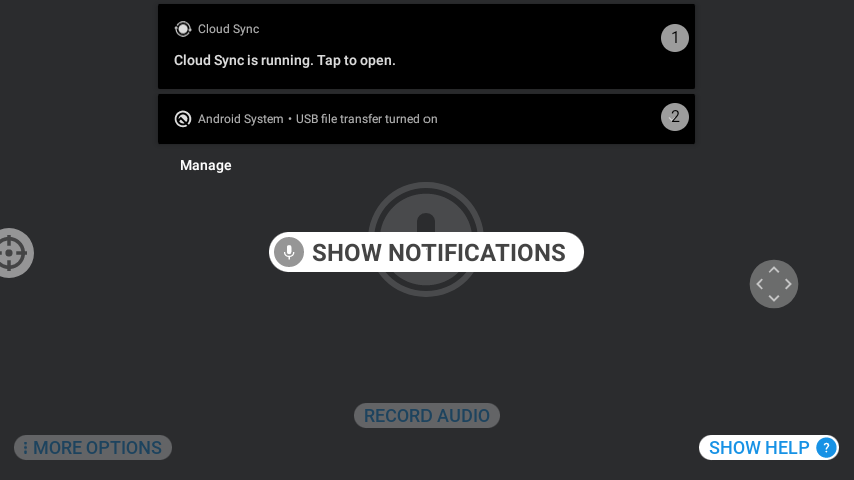 Cloud Sync
1
Cloud Sync is running. Tap to open.
Android System • USB file transfer turned on
2
Manage
SHOW NOTIFICATIONS
RECORD AUDIO
MORE OPTIONS
SHOW HELP ?